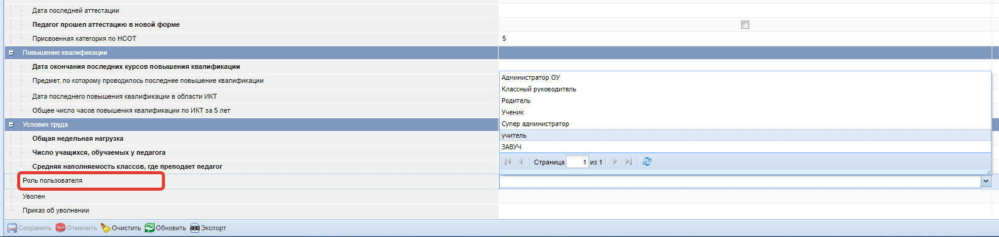 Дата последней аттестации
Педагог прошел аттестацию в новой форме
Присвоенная категория по НСОТ 5
Повышение квалификации
Дата окончания последних курсов повышения квалификации
Предмет, по которому проводилось последнее повышение квалификации
Дата последнего повышения квалификации в области ИКТ
Общее число часов повышения квалификации по ИКТ за 5 лет
Условия труда
Общая недельная нагрузка
Число учащихся, обучаемых у педагога
Средняя наполняемость классов, где преподает педагог
Роль пользователя
Уволен
Приказ об уволнении
Администратор ОУ
Классный руководитель
Родитель
Ученик
Супер администратор
учитель
ЗАВУЧ
Страница 1 из 1
Сохранить Отменить Очистить Обновить CSV Экспорт